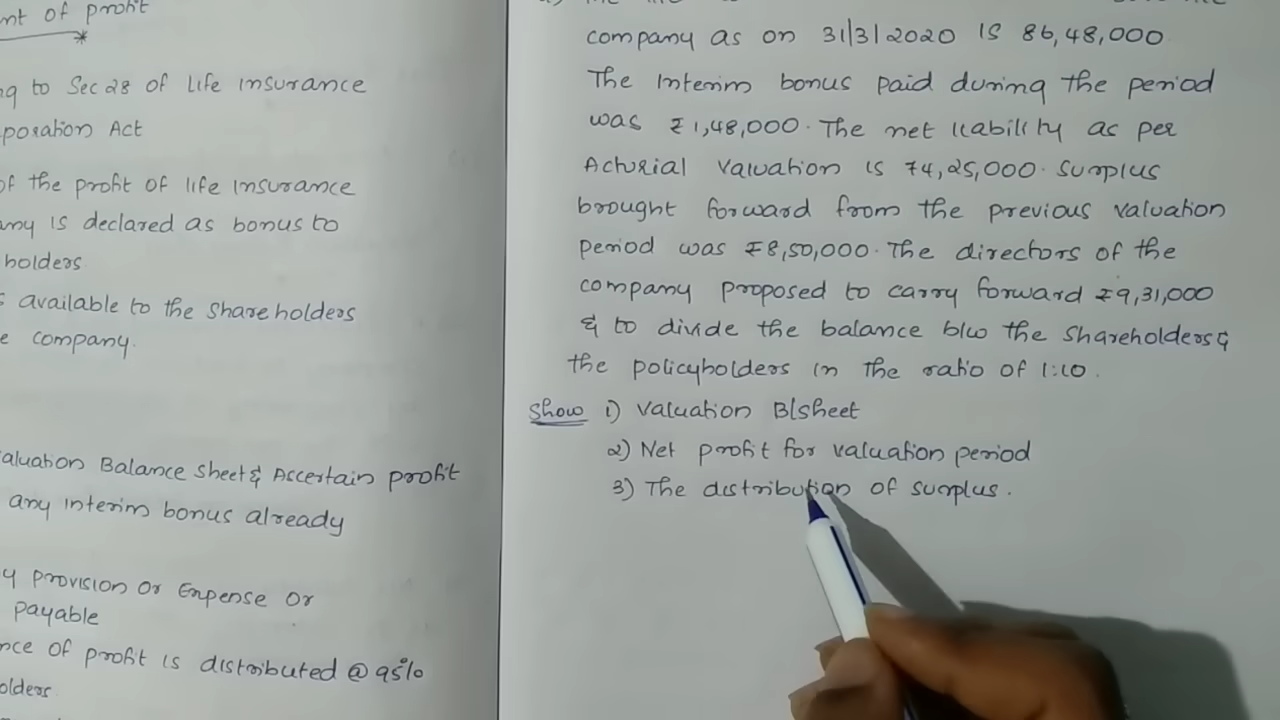 nt of profit
ng to Sec 28 of Life Insurance
poration Act
of the profit of life Insurance
any is declared as bonus to
holders
s available to the Shareholders
e company.
aluation Balance Sheet & Ascertain profit
any interim bonus already
y provision Or Expense Or
payable
nce Of profit is distributed @ 95%
olders
company as on 31/3/2020 is 86,48,000
The Interim bonus paid during the period
was ₹1,48,000. The net liability as per
Acturial valuation is 74,25,000. Surplus
brought forward from the previous valuation
period was ₹8,50,000. The directors of the
company proposed to carry forward ₹9,31,000
& to divide the balance b/w the shareholders &
the policyholders in the ratio of 1:10.
Show 1) Valuation B/sheet
2) Net profit for valuation period
3) The distribution of surplus.